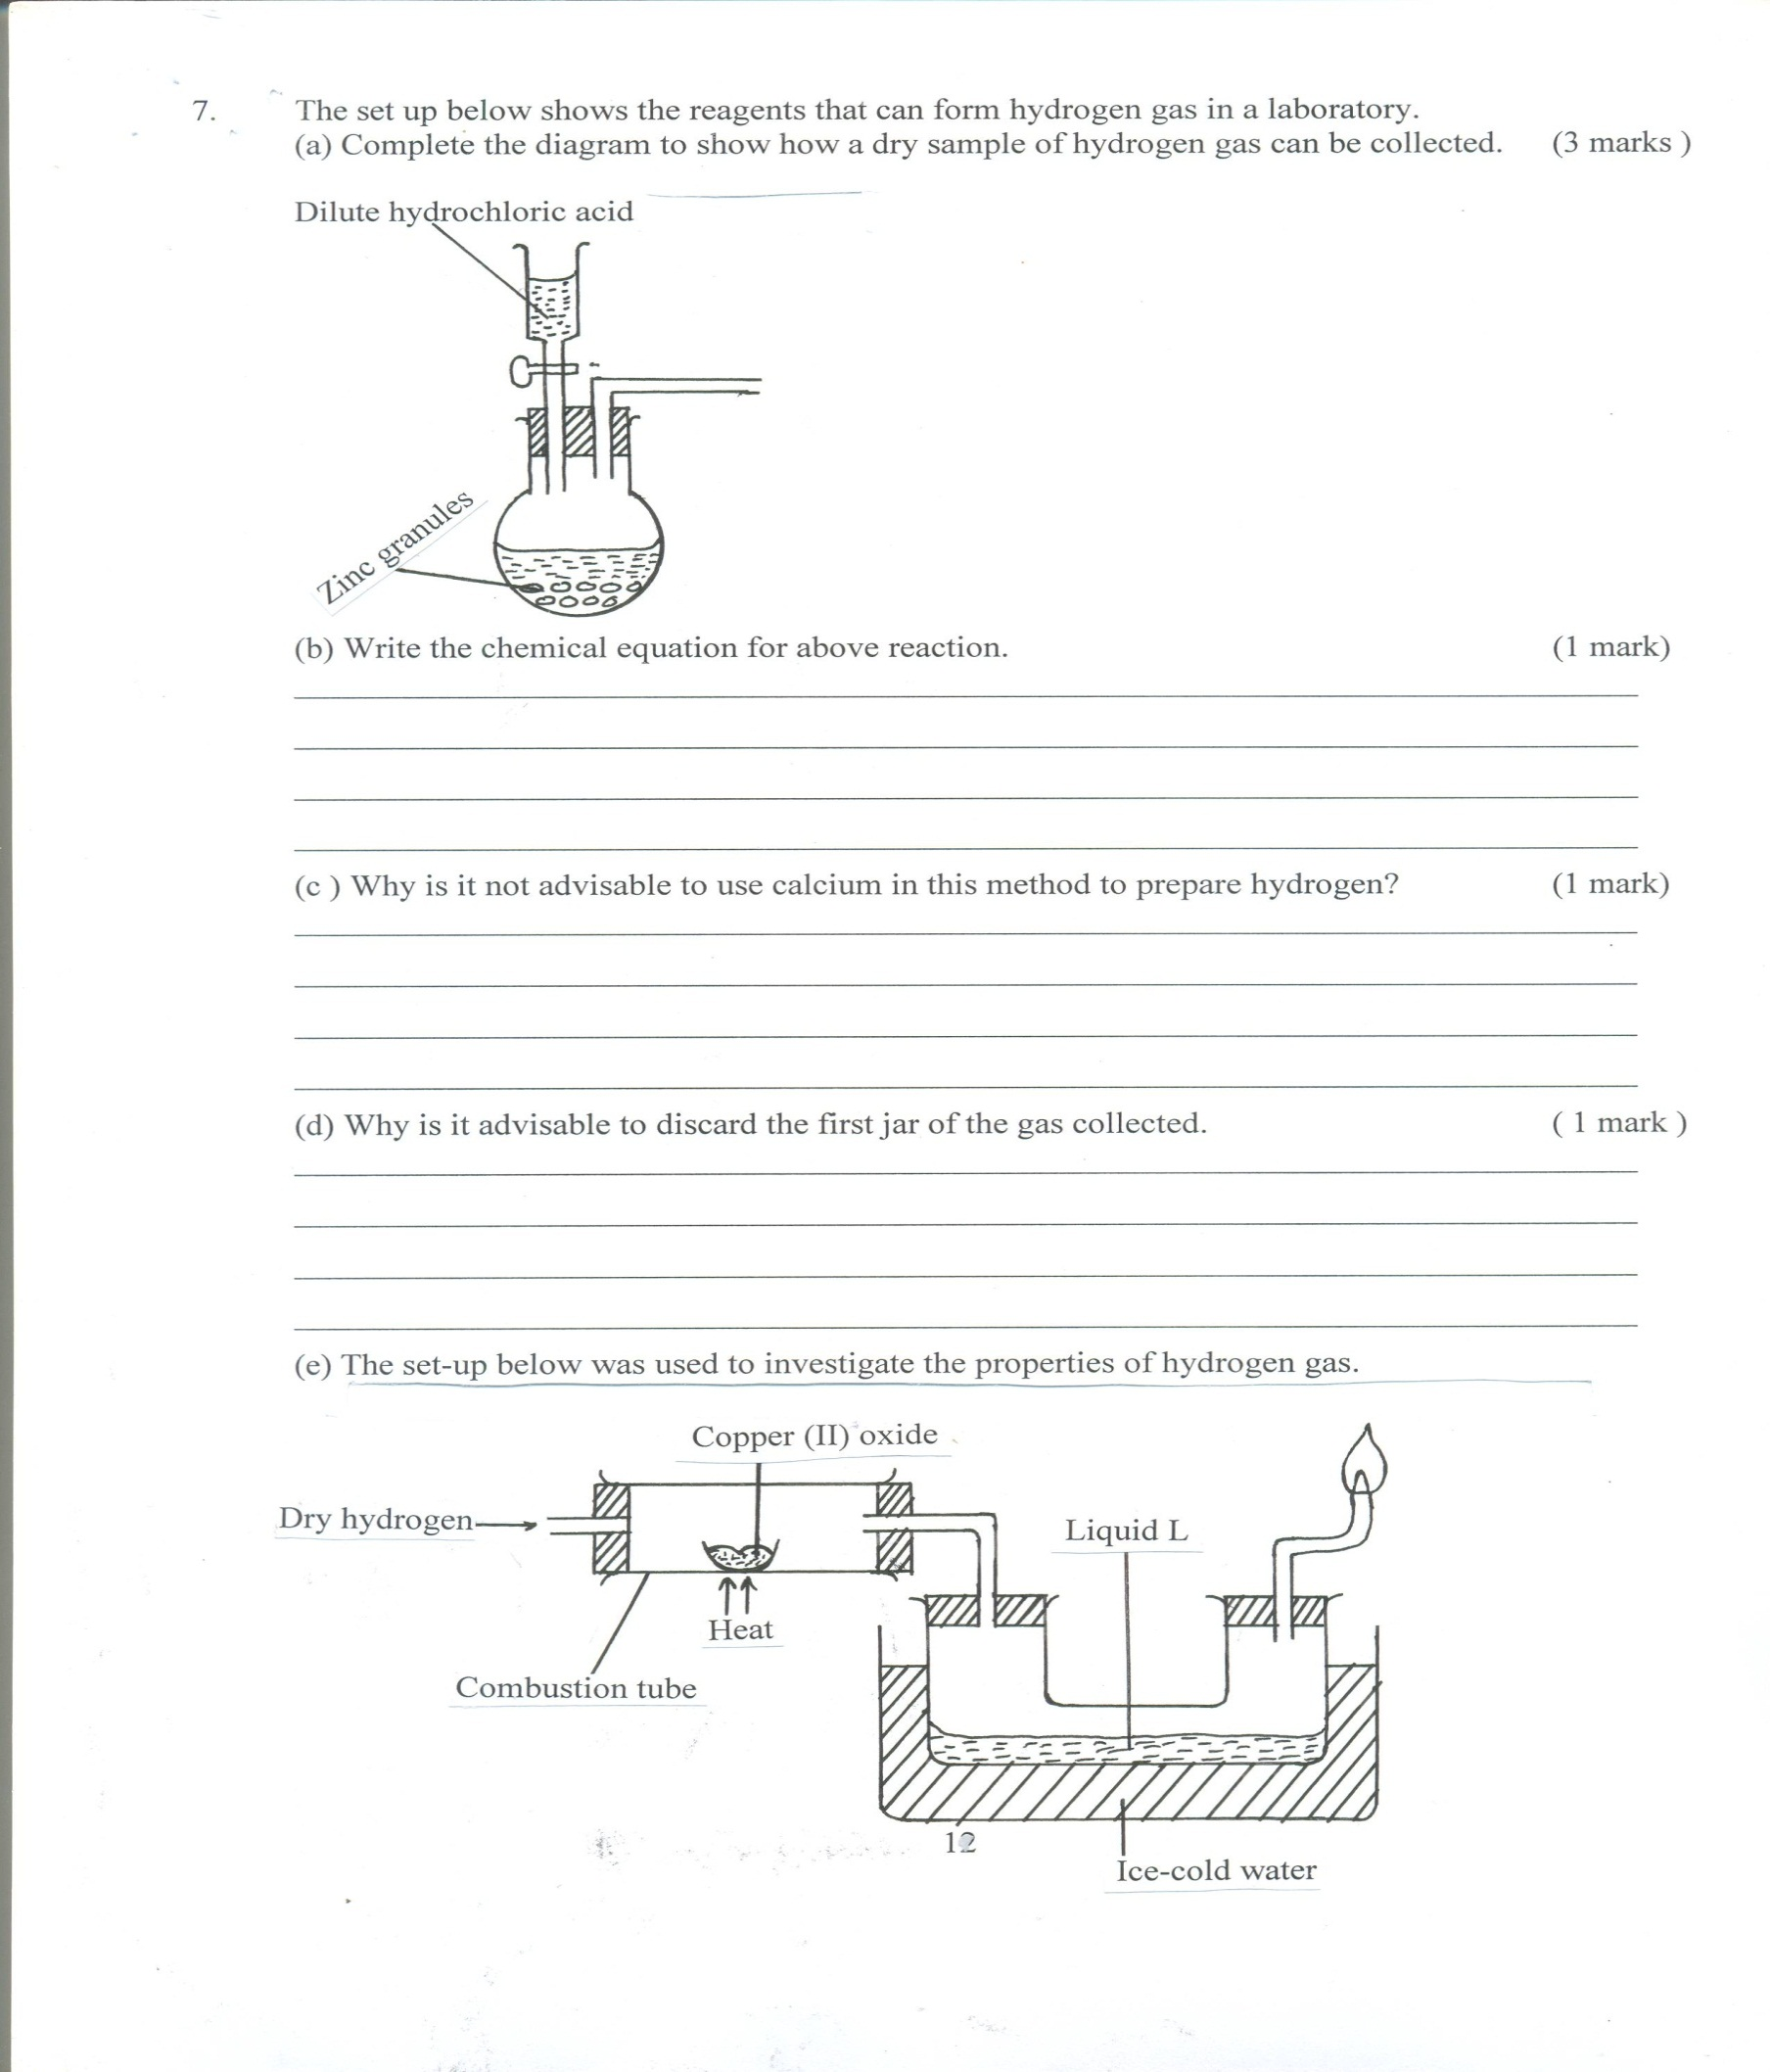 7. The set up below shows the reagents that can form hydrogen gas in a laboratory.
(a) Complete the diagram to show how a dry sample of hydrogen gas can be collected. (3 marks )
Dilute hydrochloric acid
Zinc granules
(b) Write the chemical equation for above reaction. (1 mark)
(c ) Why is it not advisable to use calcium in this method to prepare hydrogen? (1 mark)
(d) Why is it advisable to discard the first jar of the gas collected. ( 1 mark )
(e) The set-up below was used to investigate the properties of hydrogen gas.
Copper (II) oxide
Dry hydrogen
Liquid L
Heat
Combustion tube
12
Ice-cold water